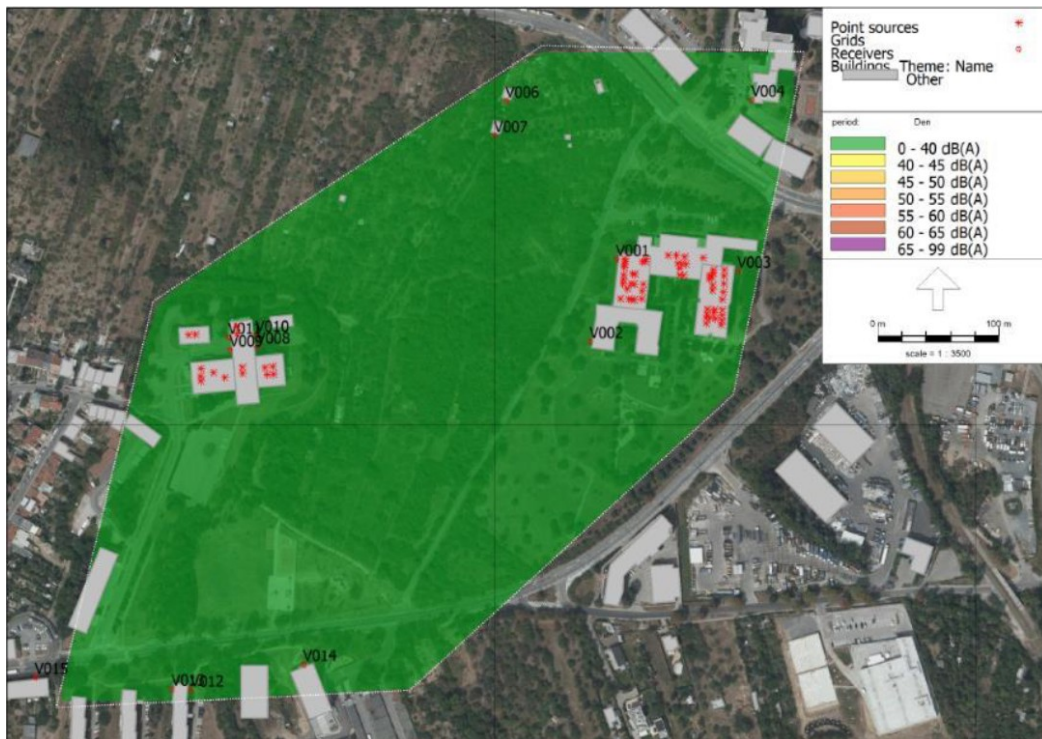 Point sources
Grids
Receivers
Buildings Theme: Name
Other
period: Den
0 - 40 dB(A)
40 - 45 dB(A)
45 - 50 dB(A)
50 - 55 dB(A)
55 - 60 dB(A)
60 - 65 dB(A)
65 - 99 dB(A)
0 m 100 m
scale = 1 : 3500
V006
V004
V007
V001
V003
V010
V002
V009
V008
V014
V015
V013
V012